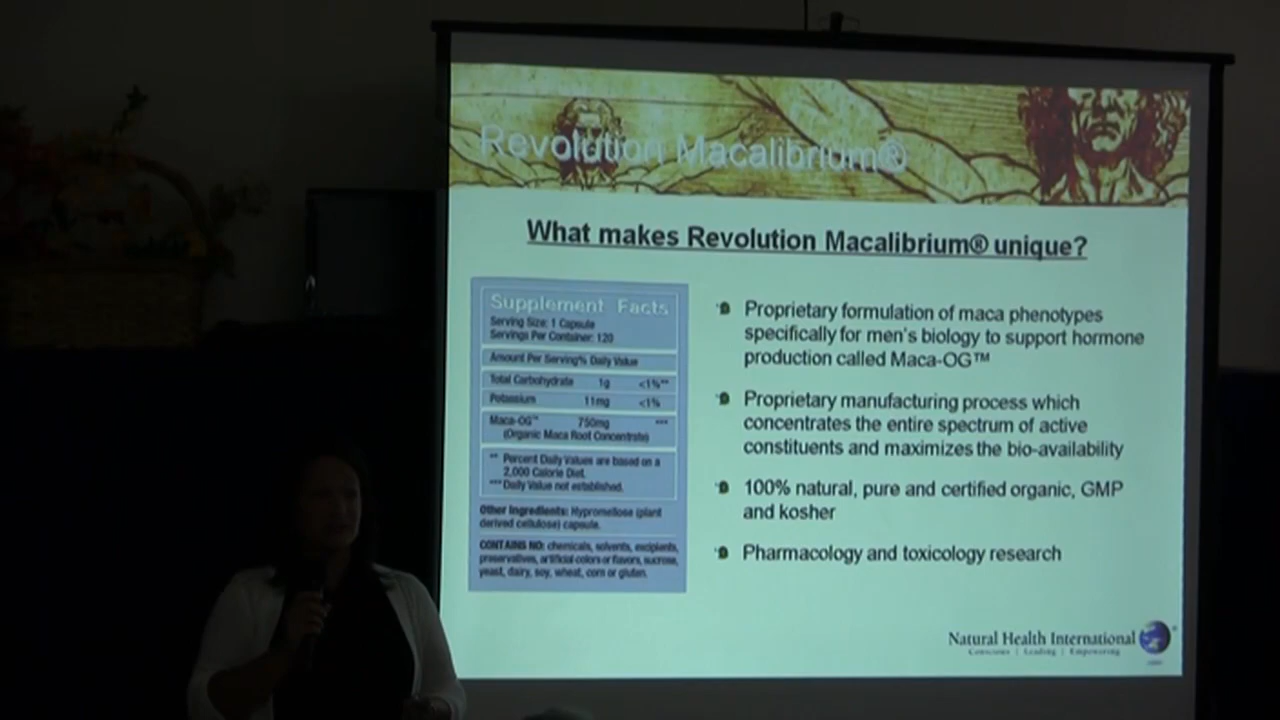 Revolution Macalibrium®
What makes Revolution Macalibrium® unique?
Supplement Facts
Serving Size: 1 Capsule
Servings Per Container: 120
Amount Per Serving% Daily Value
Total Carbohydrate 1g <1%**
Potassium 11mg <1%
Maca-OG™ 750mg ***
(Organic Maca Root Concentrate)
** Percent Daily Values are based on a
2,000 Calorie Diet.
*** Daily Value not established.
Other Ingredients: Hypromellose (plant
derived cellulose) capsule.
CONTAINS NO: chemicals, solvents, excipients,
preservatives, artificial colors or flavors, sucrose,
yeast, dairy, soy, wheat, corn or gluten.
Proprietary formulation of maca phenotypes
specifically for men's biology to support hormone
production called Maca-OG™
Proprietary manufacturing process which
concentrates the entire spectrum of active
constituents and maximizes the bio-availability
100% natural, pure and certified organic, GMP
and kosher
Pharmacology and toxicology research
Natural Health International
Conscious | Leading | Empowering